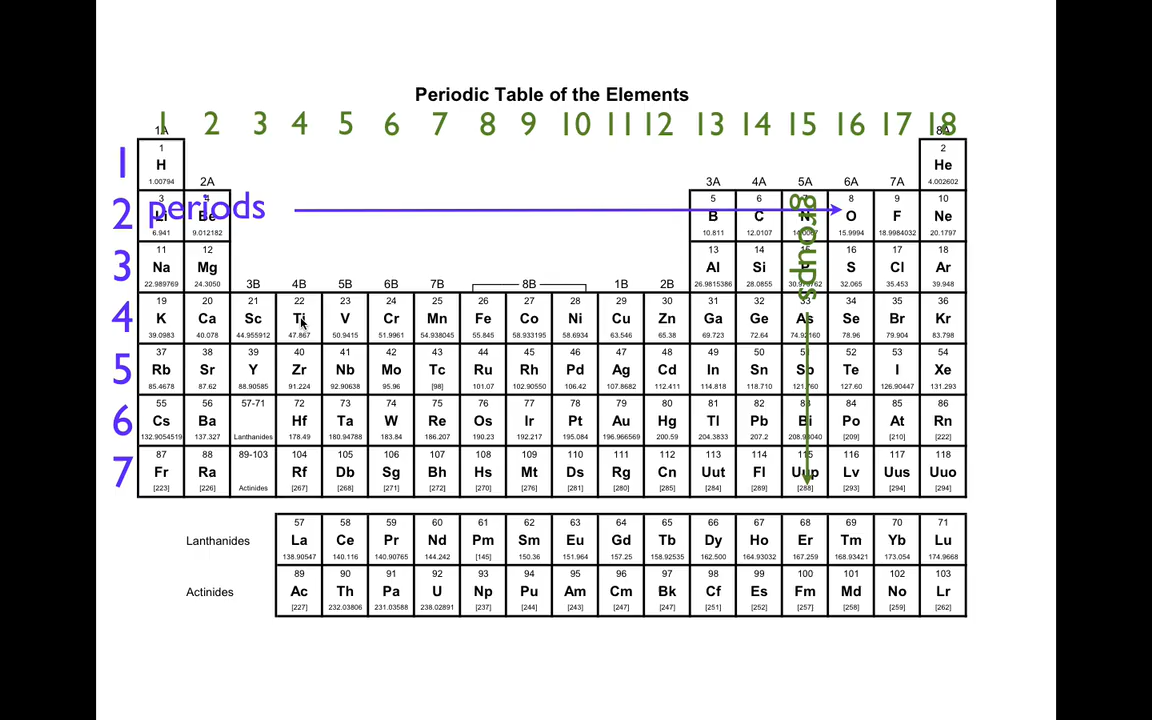 Periodic Table of the Elements
1 2 3 4 5 6 7 8 9 10 11 12 13 14 15 16 17 18
1A 8A
1 1 2
H He
1.00794 2A 3A 4A 5A 6A 7A 4.002602
2 periods groups
3 4 5 6 7 8 9 10
Li Be B C N O F Ne
6.941 9.012182 10.811 12.0107 15.9994 18.9984032 20.1797
3 11 12 13 14 15 16 17 18
Na Mg Al Si P S Cl Ar
22.989769 24.3050 3B 4B 5B 6B 7B 8B 1B 2B 26.9815386 28.0855 32.065 35.453 39.948
4 19 20 21 22 23 24 25 26 27 28 29 30 31 32 33 34 35 36
K Ca Sc Ti V Cr Mn Fe Co Ni Cu Zn Ga Ge As Se Br Kr
39.0983 40.078 44.955912 47.867 50.9415 51.9961 54.938045 55.845 58.933195 58.6934 63.546 65.38 69.723 72.64 74.92160 78.96 79.904 83.798
5 37 38 39 40 41 42 43 44 45 46 47 48 49 50 51 52 53 54
Rb Sr Y Zr Nb Mo Tc Ru Rh Pd Ag Cd In Sn Sb Te I Xe
85.4678 87.62 88.90585 91.224 92.90638 95.96 [98] 101.07 102.90550 106.42 107.8682 112.411 114.818 118.710 121.760 127.60 126.90447 131.293
6 55 56 57-71 72 73 74 75 76 77 78 79 80 81 82 83 84 85 86
Cs Ba Hf Ta W Re Os Ir Pt Au Hg Tl Pb Bi Po At Rn
132.9054519 137.327 Lanthanides 178.49 180.94788 183.84 186.207 190.23 192.217 195.084 196.966569 200.59 204.3833 207.2 208.98040 [209] [210] [222]
7 87 88 89-103 104 105 106 107 108 109 110 111 112 113 114 115 116 117 118
Fr Ra Rf Db Sg Bh Hs Mt Ds Rg Cn Uut Fl Uup Lv Uus Uuo
[223] [226] Actinides [267] [268] [271] [272] [270] [276] [281] [280] [285] [284] [289] [288] [293] [294] [294]
57 58 59 60 61 62 63 64 65 66 67 68 69 70 71
Lanthanides La Ce Pr Nd Pm Sm Eu Gd Tb Dy Ho Er Tm Yb Lu
138.90547 140.116 140.90765 144.242 [145] 150.36 151.964 157.25 158.92535 162.500 164.93032 167.259 168.93421 173.054 174.9668
89 90 91 92 93 94 95 96 97 98 99 100 101 102 103
Actinides Ac Th Pa U Np Pu Am Cm Bk Cf Es Fm Md No Lr
[227] 232.03806 231.03588 238.02891 [237] [244] [243] [247] [247] [251] [252] [257] [258] [259] [262]